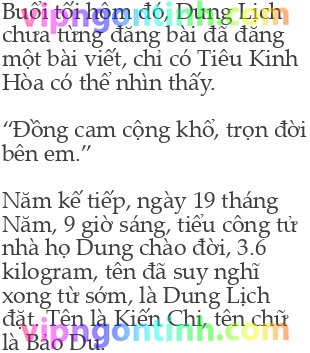 Buổi tối hôm đó, Dung Lịch
chưa từng đăng bài đã đăng
một bài viết, chỉ có Tiêu Kinh
Hòa có thể nhìn thấy.
“Đồng cam cộng khổ, trọn đời
bên em.”
Năm kế tiếp, ngày 19 tháng
Năm, 9 giờ sáng, tiểu công tử
nhà họ Dung chào đời, 3.6
kilogram, tên đã suy nghĩ
xong từ sớm, là Dung Lịch
đặt. Tên là Kiến Chi, tên chữ
là Bảo Dụ.
vipngontinh.com
vipngontinh.com